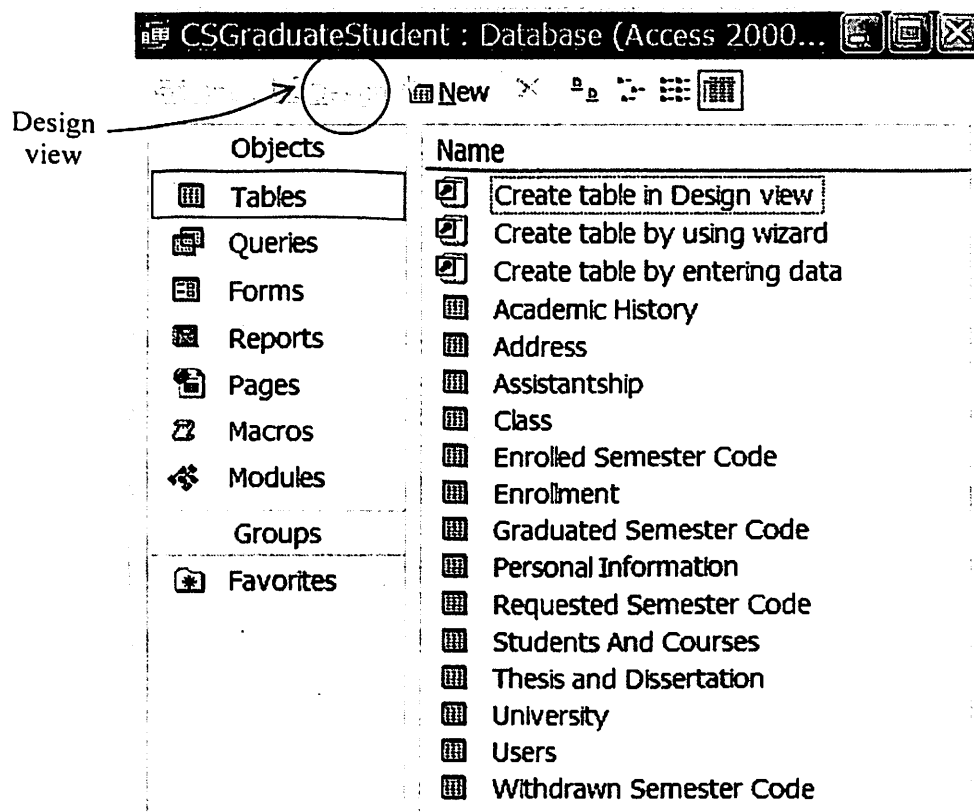 CSGraduateStudent : Database (Access 2000...
New
Design
view
Objects
Tables
Queries
Forms
Reports
Pages
Macros
Modules
Groups
Favorites
Name
Create table in Design view
Create table by using wizard
Create table by entering data
Academic History
Address
Assistantship
Class
Enrolled Semester Code
Enrollment
Graduated Semester Code
Personal Information
Requested Semester Code
Students And Courses
Thesis and Dissertation
University
Users
Withdrawn Semester Code